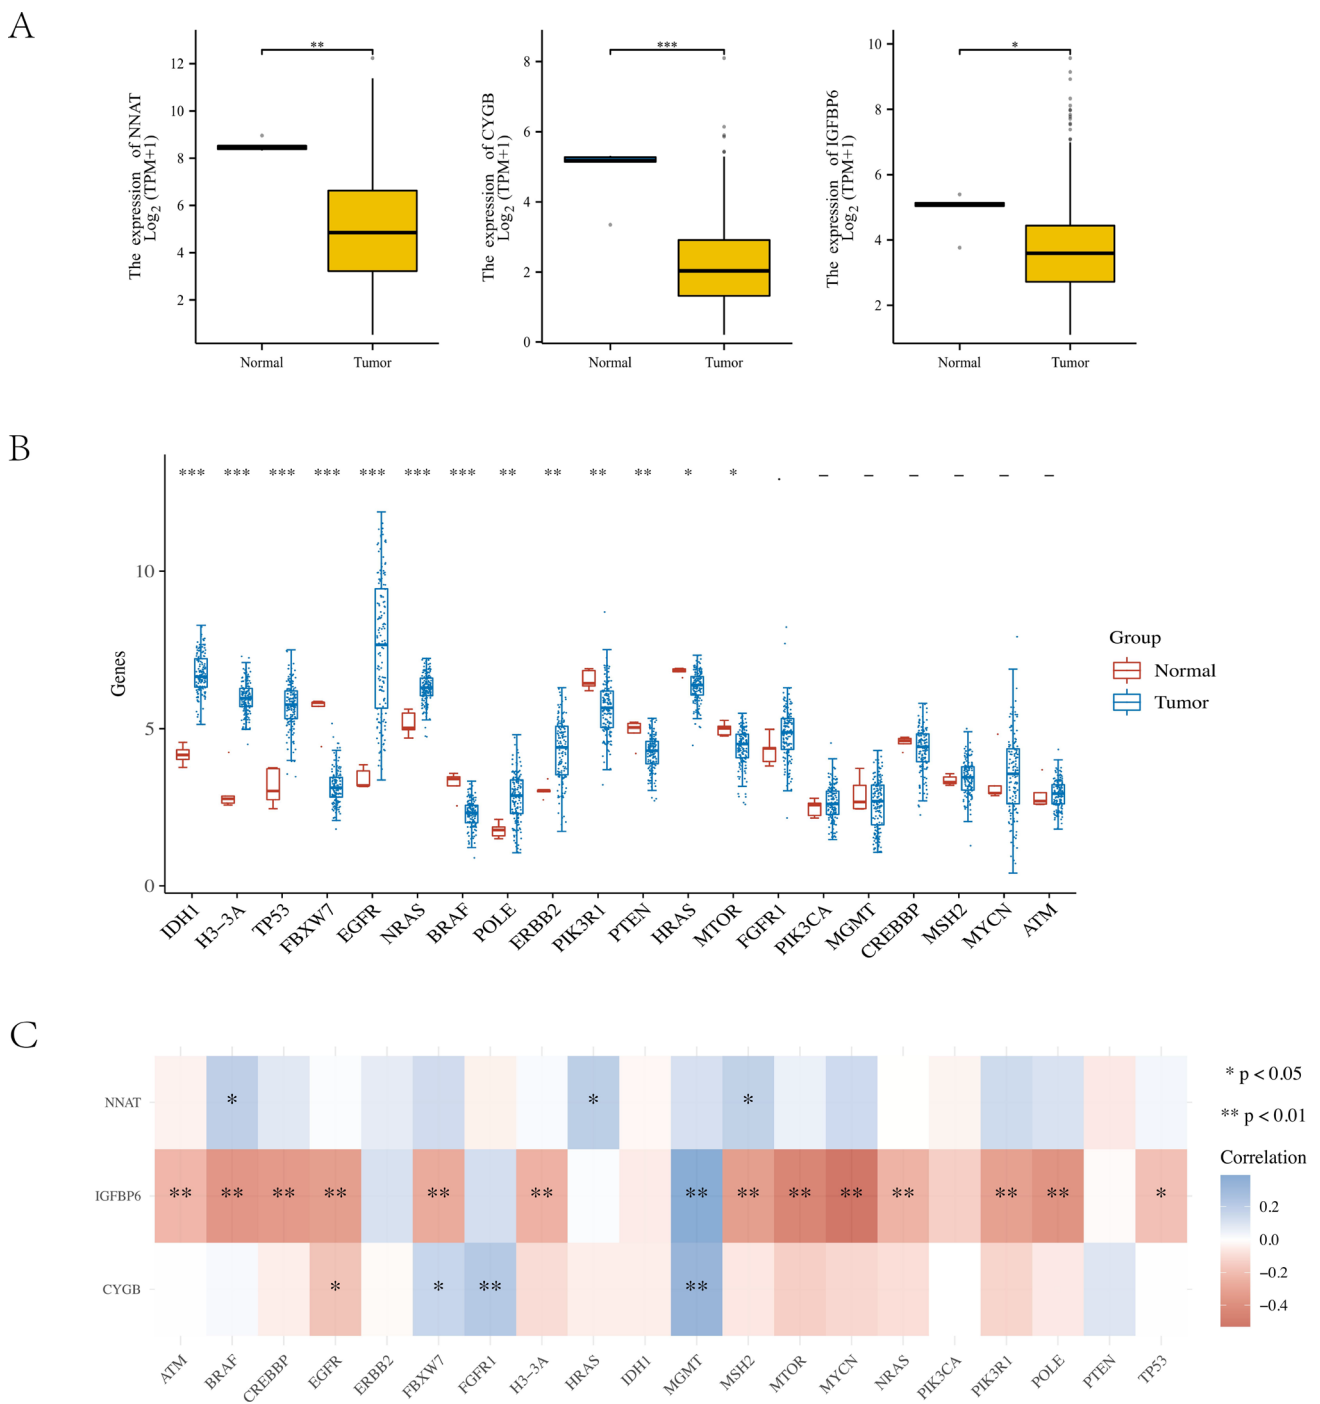 A
The expression of NNAT
Log2 (TPM+1)
12
10
8
6
4
2
**
Normal
Tumor
The expression of CYGB
Log2 (TPM+1)
8
6
4
2
0
***
Normal
Tumor
The expression of IGFBP6
Log2 (TPM+1)
10
8
6
4
2
*
Normal
Tumor
B
*** *** *** *** *** *** *** ** ** ** ** * * . – – – – – –
Genes
10
5
0
IDH1
H3−3A
TP53
FBXW7
EGFR
NRAS
BRAF
POLE
ERBB2
PIK3R1
PTEN
HRAS
MTOR
FGFR1
PIK3CA
MGMT
CREBBP
MSH2
MYCN
ATM
Group
Normal
Tumor
C
NNAT
* * *
IGFBP6
** ** ** ** ** ** ** ** ** ** ** ** ** *
CYGB
* * ** **
ATM
BRAF
CREBBP
EGFR
ERBB2
FBXW7
FGFR1
H3−3A
HRAS
IDH1
MGMT
MSH2
MTOR
MYCN
NRAS
PIK3CA
PIK3R1
POLE
PTEN
TP53
* p < 0.05
** p < 0.01
Correlation
0.2
0.0
−0.2
−0.4